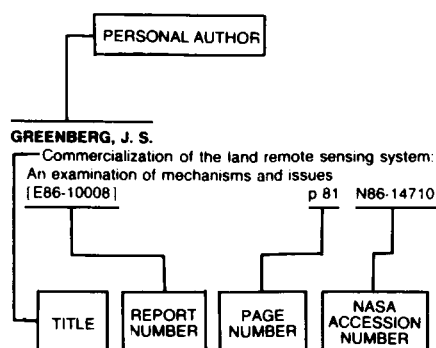 PERSONAL AUTHOR
GREENBERG, J. S.
Commercialization of the land remote sensing system:
An examination of mechanisms and issues
[E86-10008] p 81 N86-14710
TITLE
REPORT
NUMBER
PAGE
NUMBER
NASA
ACCESSION
NUMBER